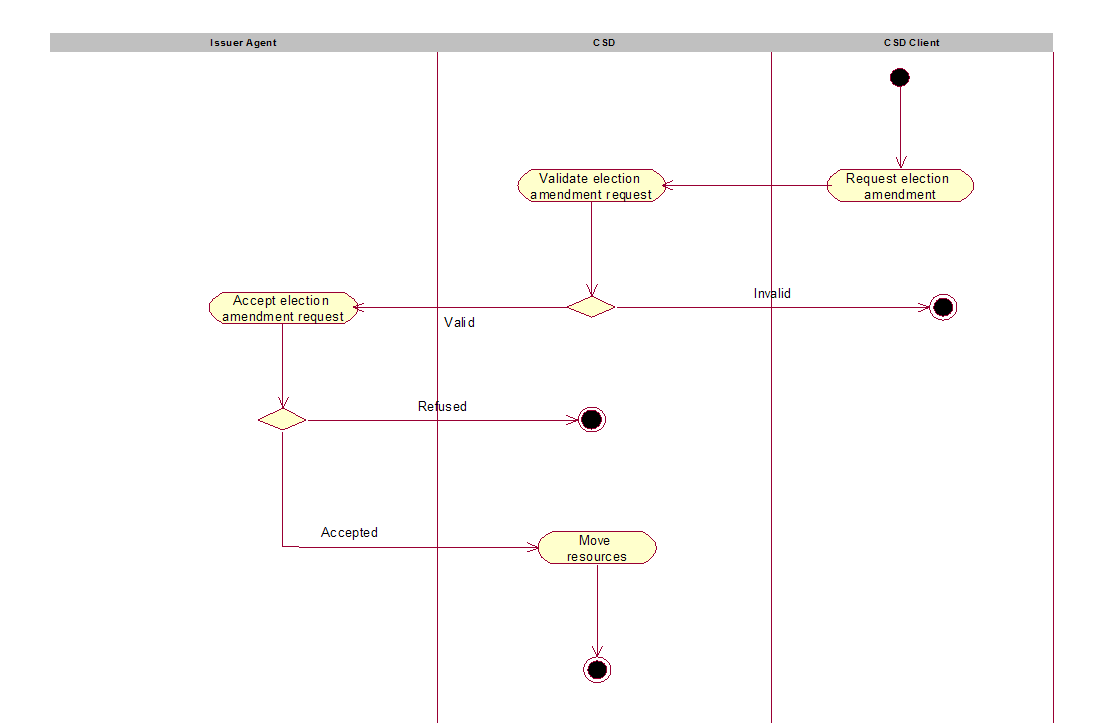 Issuer Agent
CSD
CSD Client
Validate election
amendment request
Request election
amendment
Invalid
Accept election
amendment request
Valid
Refused
Accepted
Move
resources